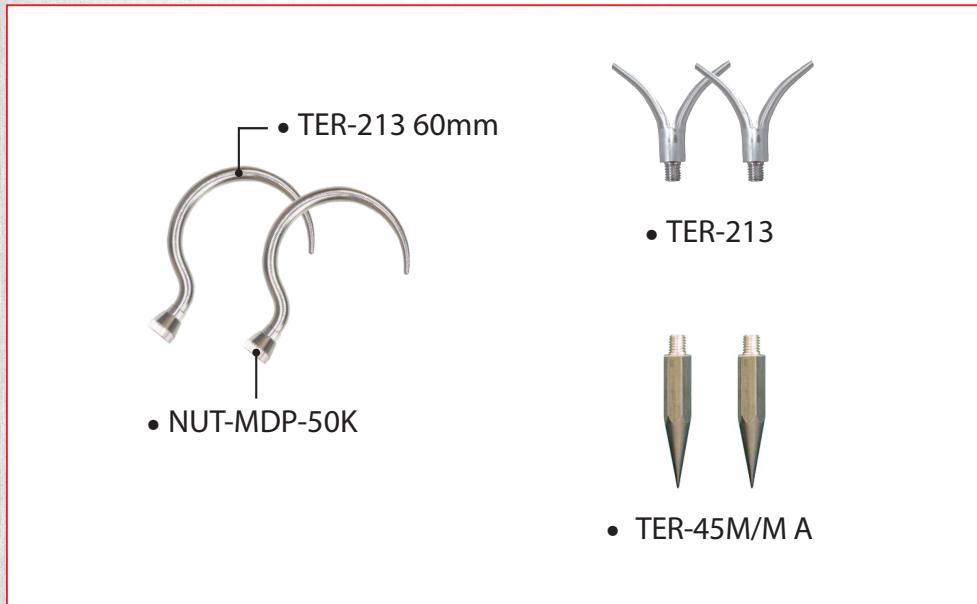 • TER-213 60mm
• NUT-MDP-50K
• TER-213
• TER-45M/M A